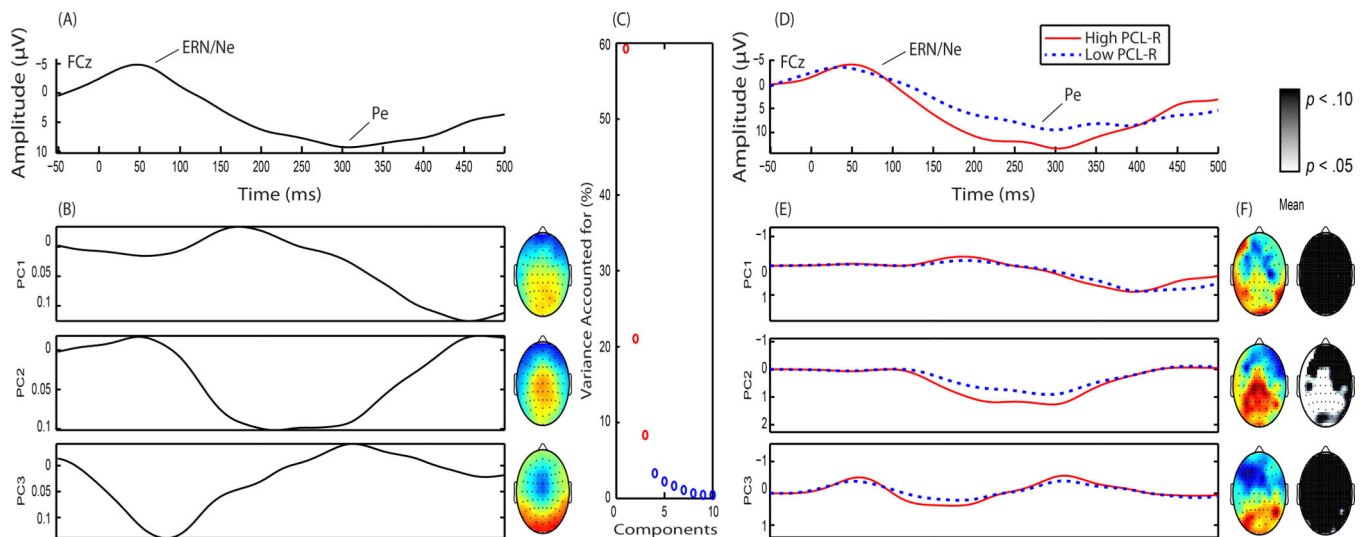 (A)
Amplitude (µV)
-5
0
5
10
FCz
ERN/Ne
Pe
-50 0 50 100 150 200 250 300 350 400 450 500
Time (ms)
(B)
PC1
0
0.05
0.1
PC2
0
0.05
0.1
PC3
0
0.05
0.1
(C)
Variance Accounted for (%)
60
50
40
30
20
10
0
0 5 10
Components
(D)
Amplitude (µV)
-5
0
5
10
FCz
ERN/Ne
Pe
High PCL-R
Low PCL-R
-50 0 50 100 150 200 250 300 350 400 450 500
Time (ms)
p < .10
p < .05
(E)
PC1
-1
0
1
PC2
-1
0
1
2
PC3
-1
0
1
(F)
Mean